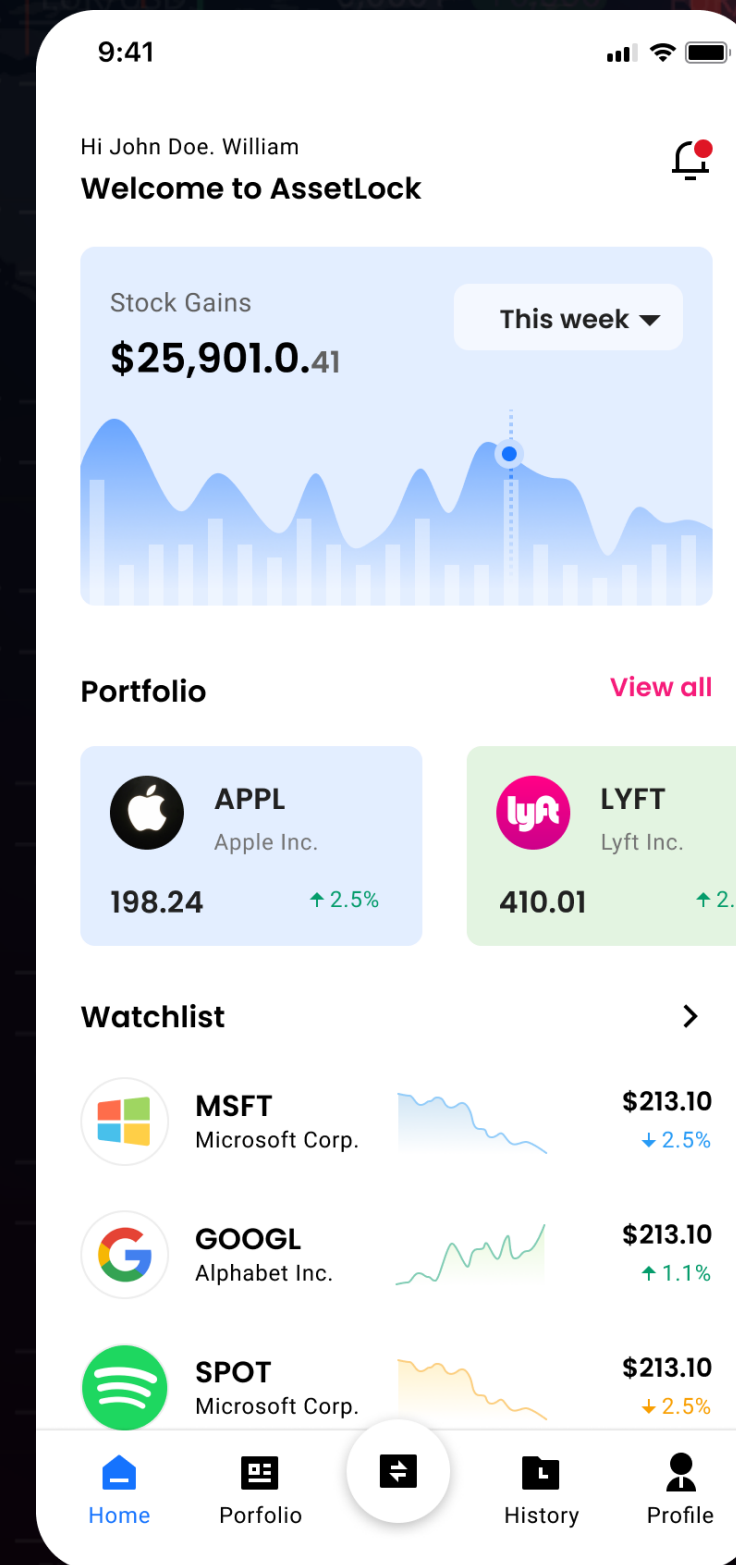 9:41
Hi John Doe. William
Welcome to AssetLock
Stock Gains
$25,901.0.41
This week
Portfolio
View all
APPL
Apple Inc.
198.24
2.5%
lyft
LYFT
Lyft Inc.
410.01
2.
Watchlist
MSFT
Microsoft Corp.
$213.10
2.5%
GOOGL
Alphabet Inc.
$213.10
1.1%
SPOT
Microsoft Corp.
$213.10
2.5%
Home
Porfolio
History
Profile